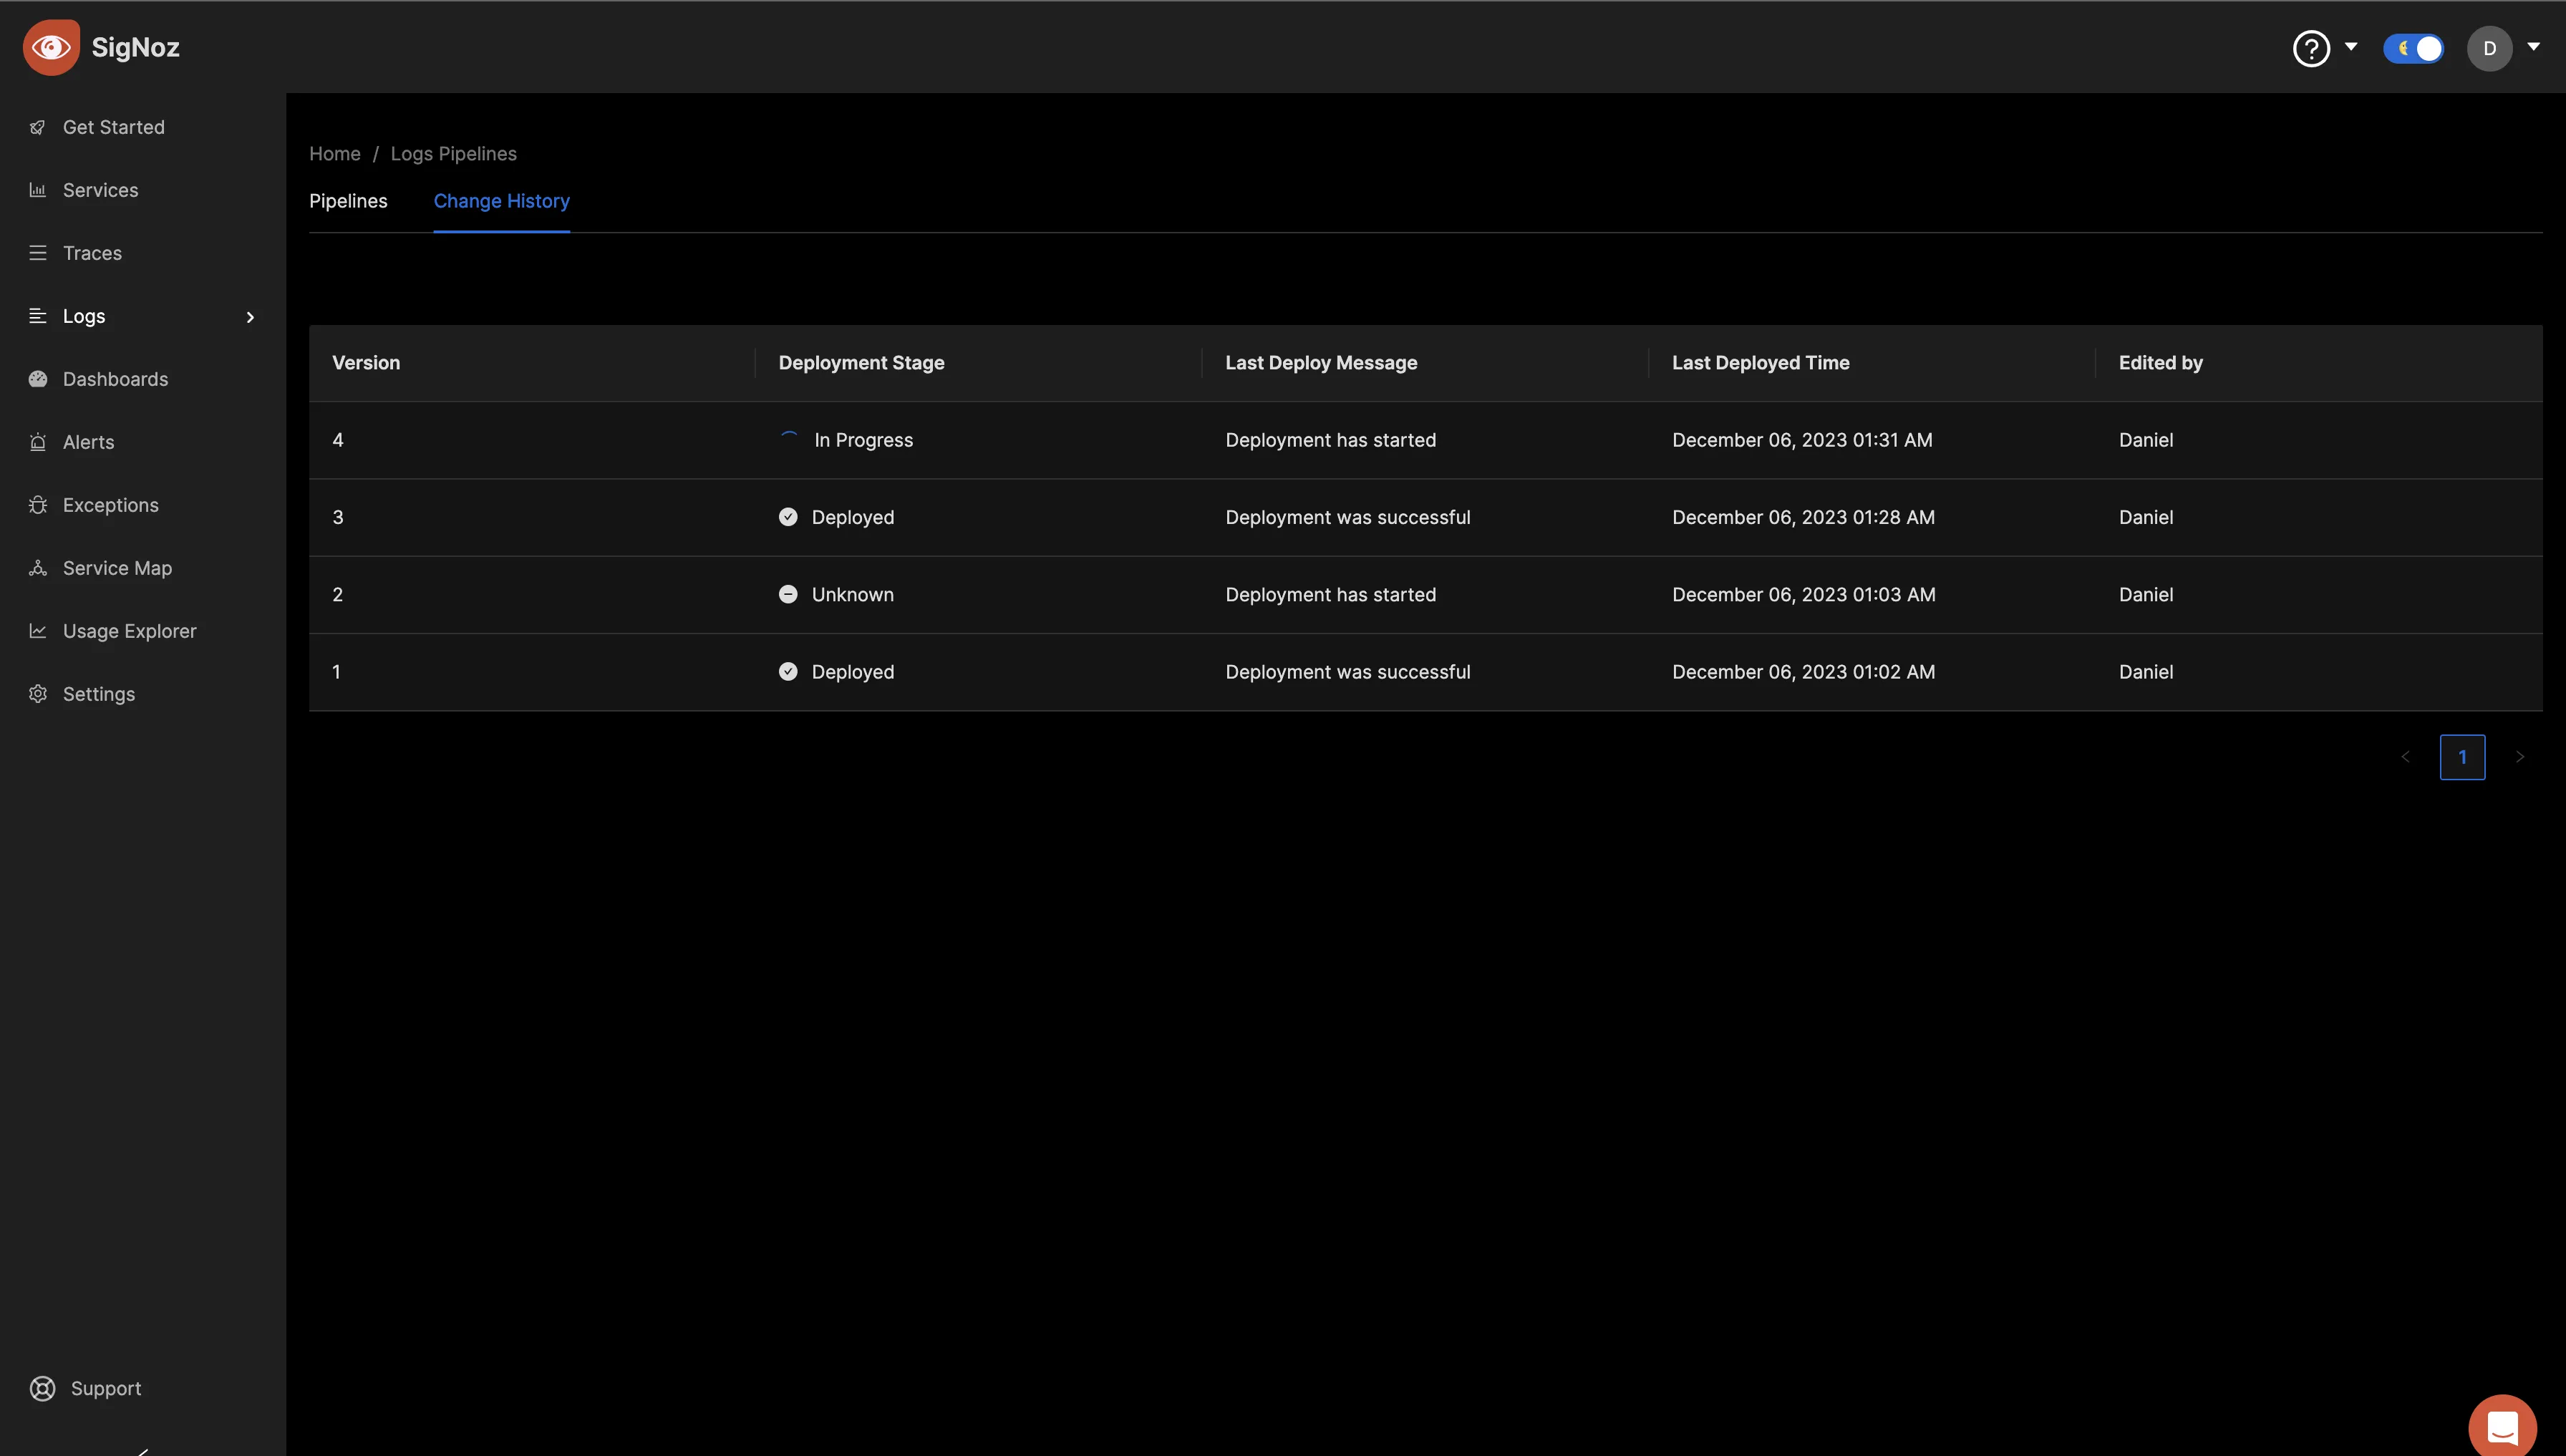 SigNoz
D
Get Started
Services
Traces
Logs
Dashboards
Alerts
Exceptions
Service Map
Usage Explorer
Settings
Support
Home / Logs Pipelines
Pipelines Change History
Version Deployment Stage Last Deploy Message Last Deployed Time Edited by
4 In Progress Deployment has started December 06, 2023 01:31 AM Daniel
3 Deployed Deployment was successful December 06, 2023 01:28 AM Daniel
2 Unknown Deployment has started December 06, 2023 01:03 AM Daniel
1 Deployed Deployment was successful December 06, 2023 01:02 AM Daniel
1